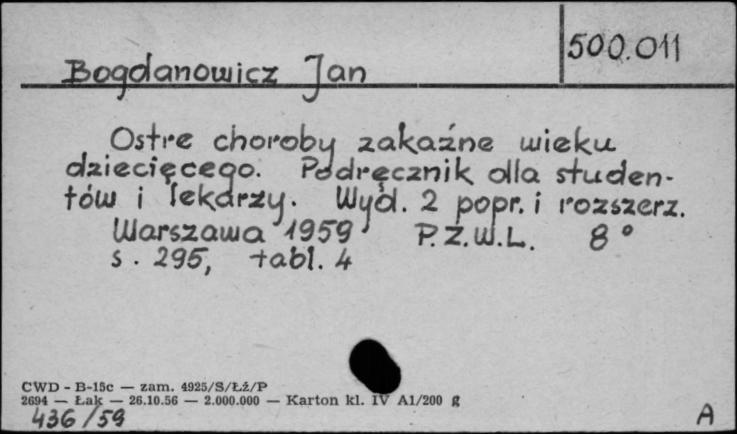 500.011
Bogdanowicz Jan
Ostre choroby zakaźne wieku
dziecięcego. Podręcznik dla studen-
tów i lekarzy. Wyd. 2 popr. i rozszerz.
Warszawa 1959 P.Z.W.L. 8°
s. 295, tabl. 4
CWD - B-15c — zam. 4925/S/Łż/P
2694 — Łak — 26.10.56 — 2.000.000 — Karton kl. IV A1/200 g
436/59 A